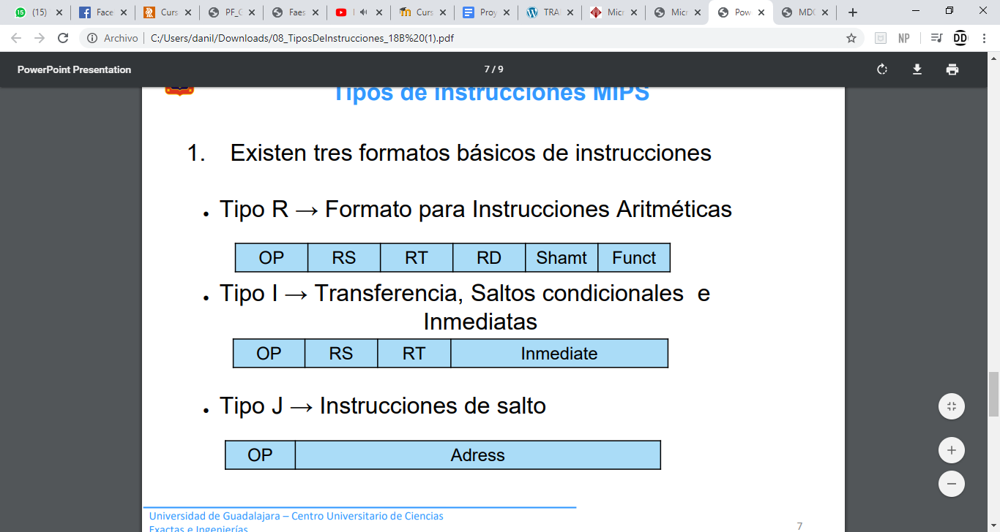 (15)
Face
Curs
PF_C
Faes
Curs
Proy
TRA
Micr
Micr
Pow
MDC
Archivo
C:/Users/danil/Downloads/08_TiposDeInstrucciones_18B%20(1).pdf
NP
DD
PowerPoint Presentation
7 / 9
Tipos de instrucciones MIPS
1. Existen tres formatos básicos de instrucciones
• Tipo R → Formato para Instrucciones Aritméticas
OP RS RT RD Shamt Funct
• Tipo I → Transferencia, Saltos condicionales e
Inmediatas
OP RS RT Inmediate
• Tipo J → Instrucciones de salto
OP Adress
Universidad de Guadalajara – Centro Universitario de Ciencias
Exactas e Ingenierías
7